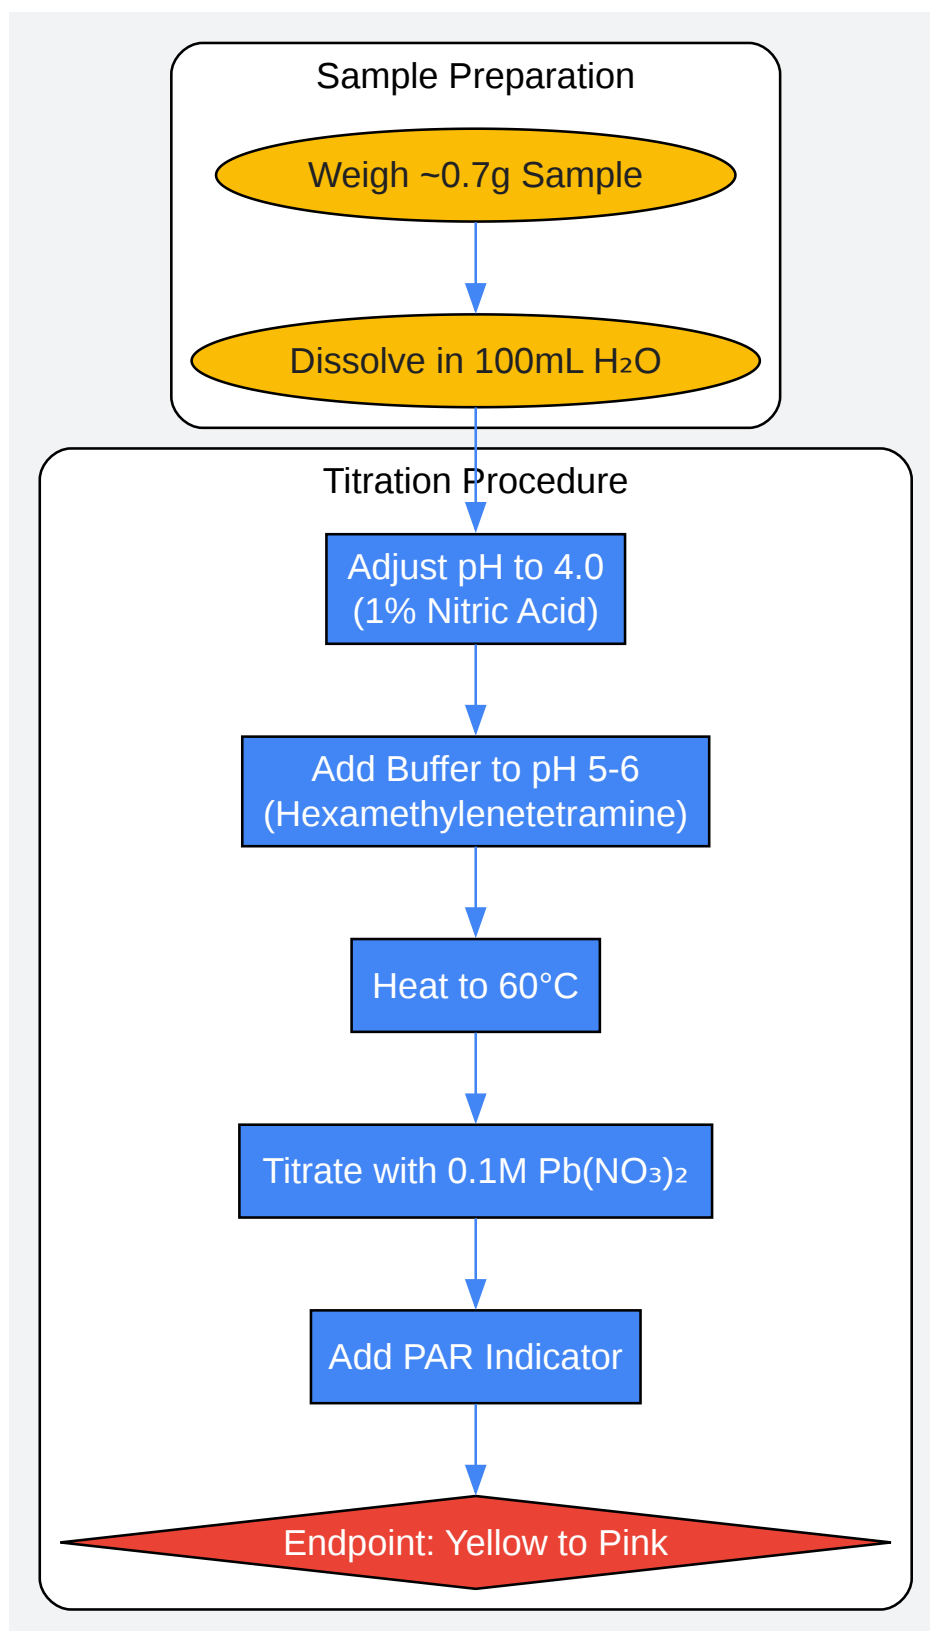 Sample Preparation
Weigh ~0.7g Sample
Dissolve in 100mL H₂O
Titration Procedure
Adjust pH to 4.0
(1% Nitric Acid)
Add Buffer to pH 5-6
(Hexamethylenetetramine)
Heat to 60°C
Titrate with 0.1M Pb(NO₃)₂
Add PAR Indicator
Endpoint: Yellow to Pink